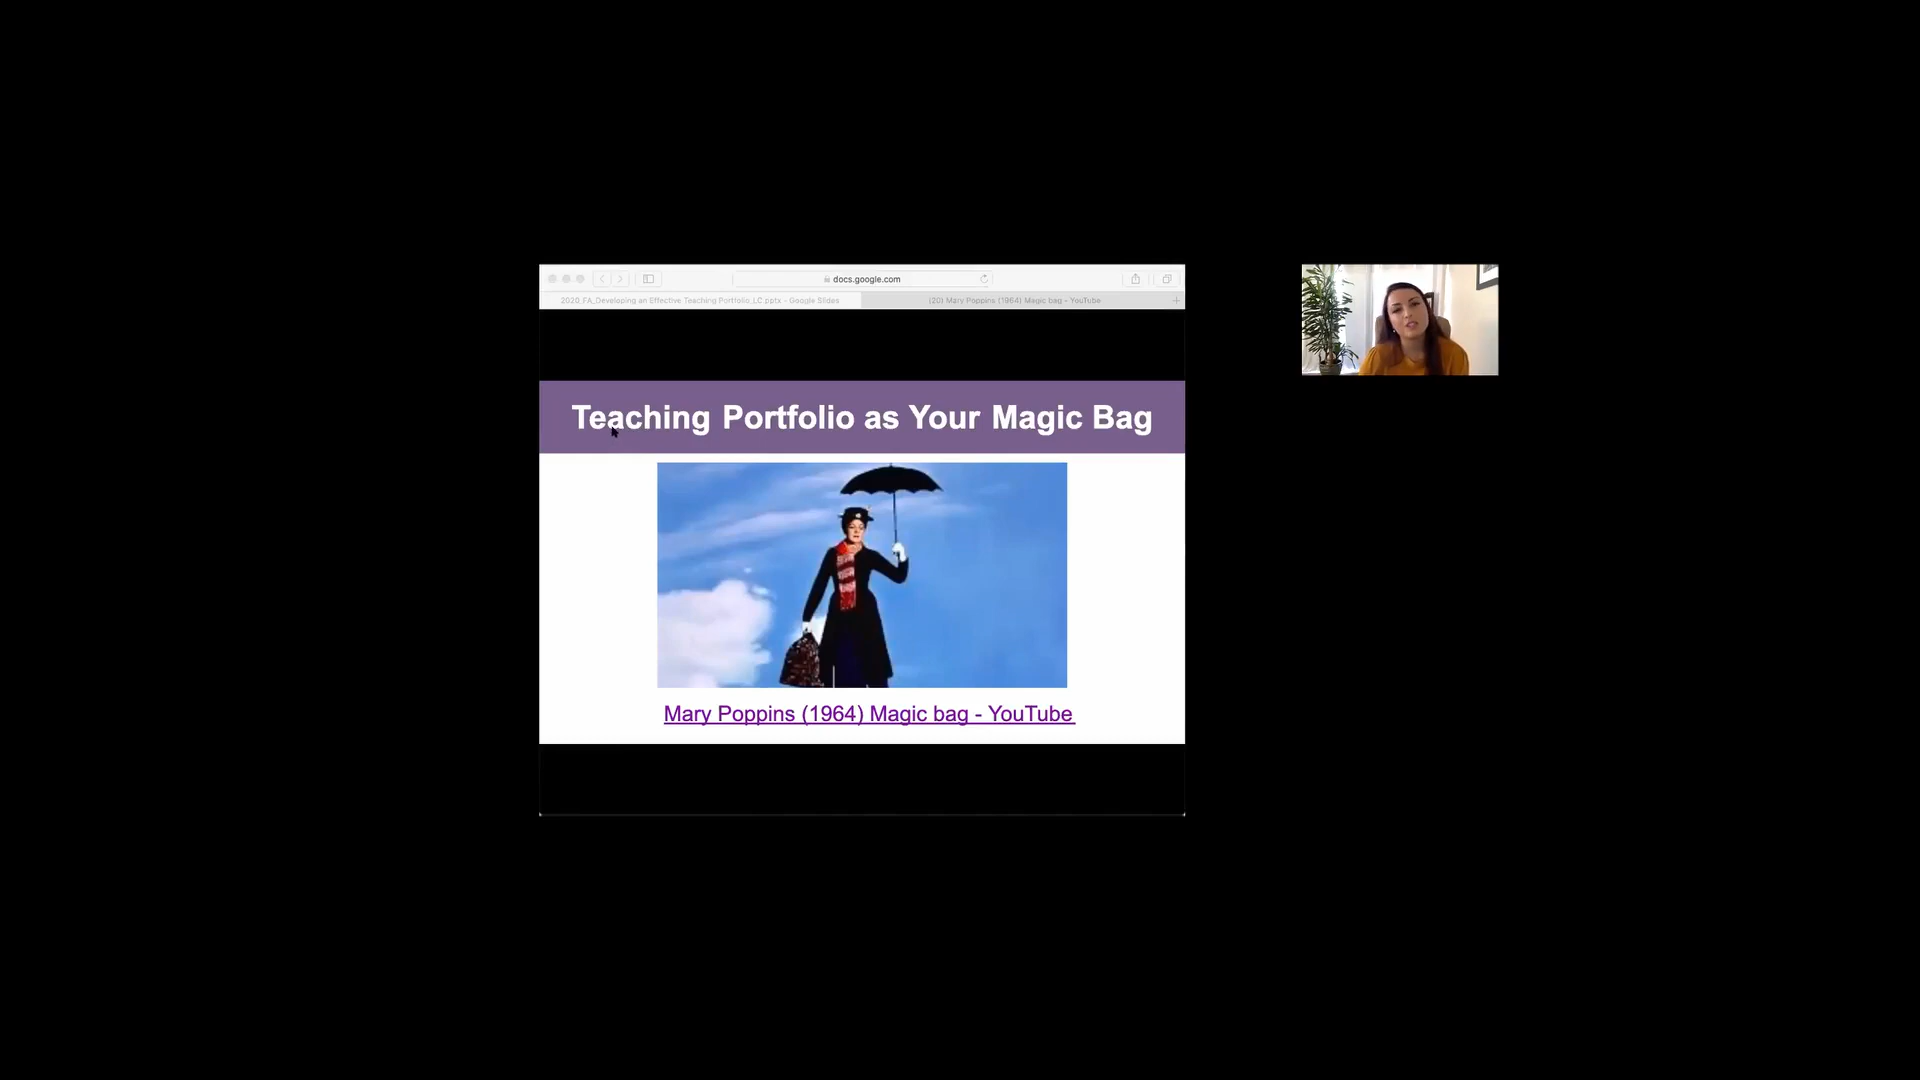 docs.google.com
2020_FA_Developing an Effective Teaching Portfolio_LC.pptx - Google Slides
(20) Mary Poppins (1964) Magic bag - YouTube
Teaching Portfolio as Your Magic Bag
Mary Poppins (1964) Magic bag - YouTube